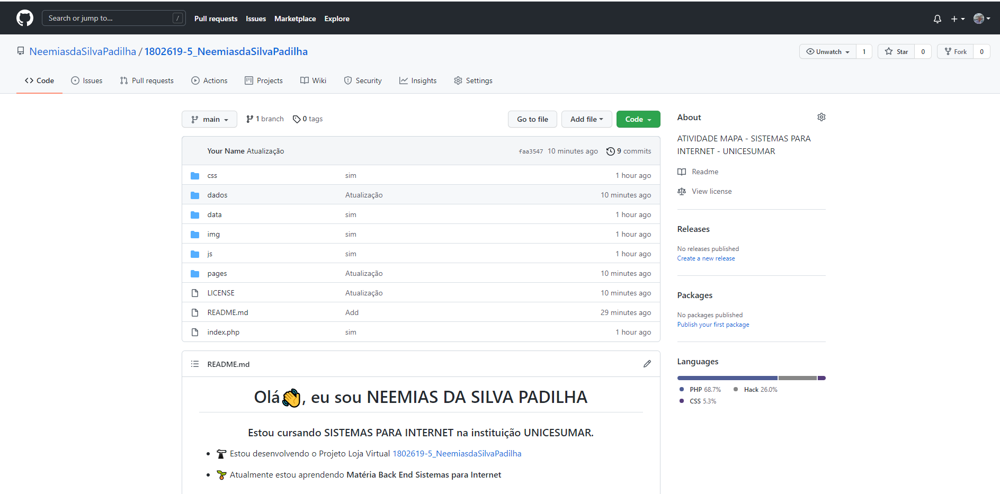 Search or jump to... / Pull requests Issues Marketplace Explore
NeemiasdaSilvaPadilha / 1802619-5_NeemiasdaSilvaPadilha Unwatch 1 Star 0 Fork 0
Code Issues Pull requests Actions Projects Wiki Security Insights Settings
main 1 branch 0 tags Go to file Add file Code
Your Name Atualização faa3547 10 minutes ago 9 commits
css sim 1 hour ago
dados Atualização 10 minutes ago
data sim 1 hour ago
img sim 1 hour ago
js sim 1 hour ago
pages Atualização 10 minutes ago
LICENSE Atualização 10 minutes ago
README.md Add 29 minutes ago
index.php sim 1 hour ago
README.md
Olá👋, eu sou NEEMIAS DA SILVA PADILHA
Estou cursando SISTEMAS PARA INTERNET na instituição UNICESUMAR.
Estou desenvolvendo o Projeto Loja Virtual 1802619-5_NeemiasdaSilvaPadilha
🌱 Atualmente estou aprendendo Matéria Back End Sistemas para Internet
About
ATIVIDADE MAPA - SISTEMAS PARA
INTERNET - UNICESUMAR
Readme
View license
Releases
No releases published
Create a new release
Packages
No packages published
Publish your first package
Languages
PHP 68.7% Hack 26.0%
CSS 5.3%